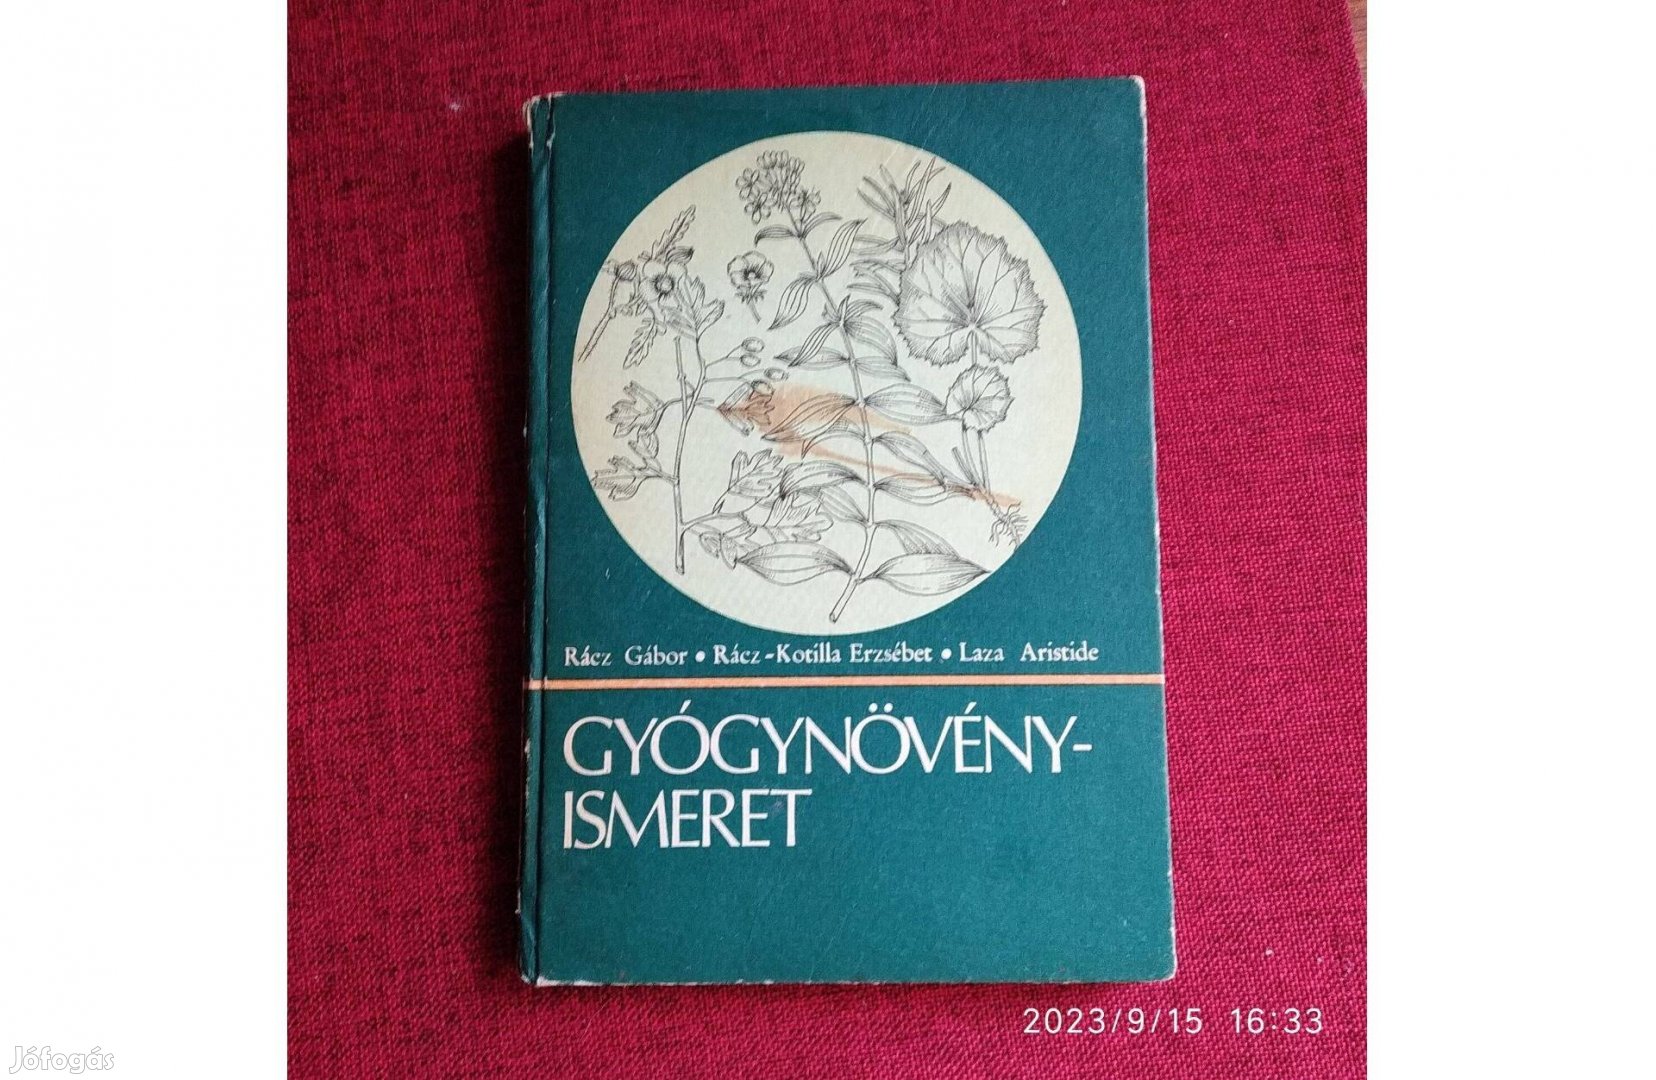 Rácz Gábor • Rácz-Kotilla Erzsébet • Laza Aristide
GYÓGYNÖVÉNY-
ISMERET
2023/9/15 16:33
Jófogás